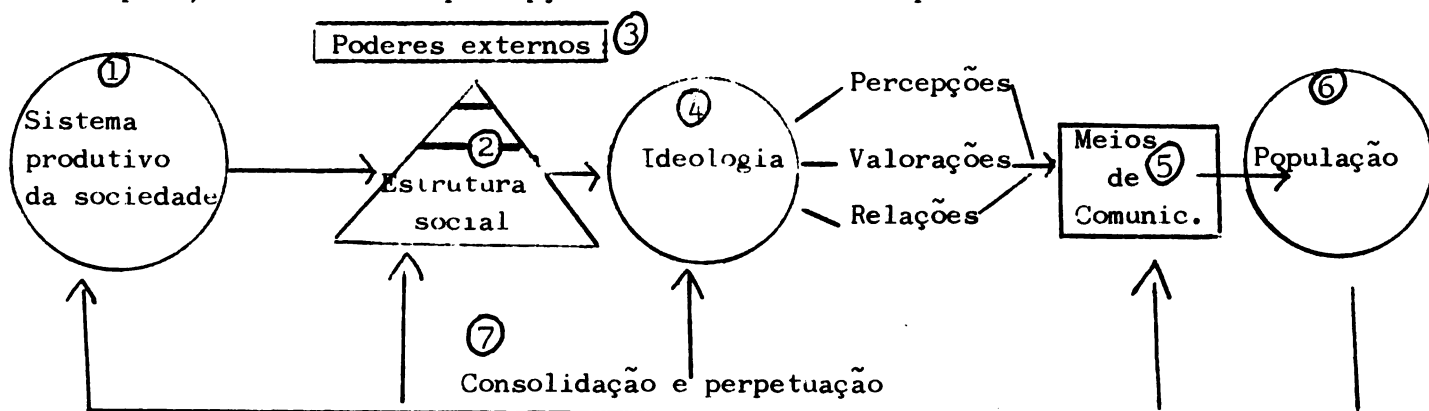 Poderes externos ③
①
Sistema
produtivo
da sociedade
②
Estrutura
social
④
Ideologia
Percepções
Valorações
Relações
Meios
de ⑤
Comunic.
⑥
População
⑦
Consolidação e perpetuação